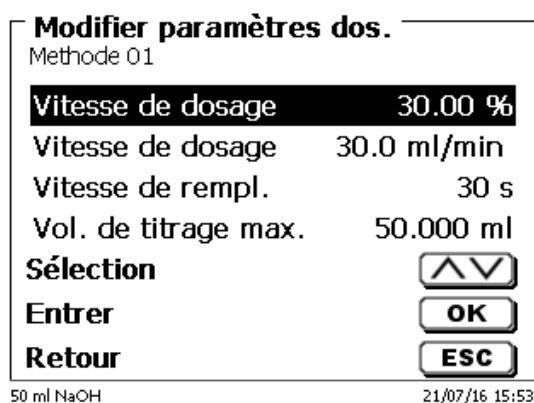 Modifier paramètres dos.
Methode 01
Vitesse de dosage 30.00 %
Vitesse de dosage 30.0 ml/min
Vitesse de rempl. 30 s
Vol. de titrage max. 50.000 ml
Sélection
Entrer OK
Retour ESC
50 ml NaOH 21/07/16 15:53